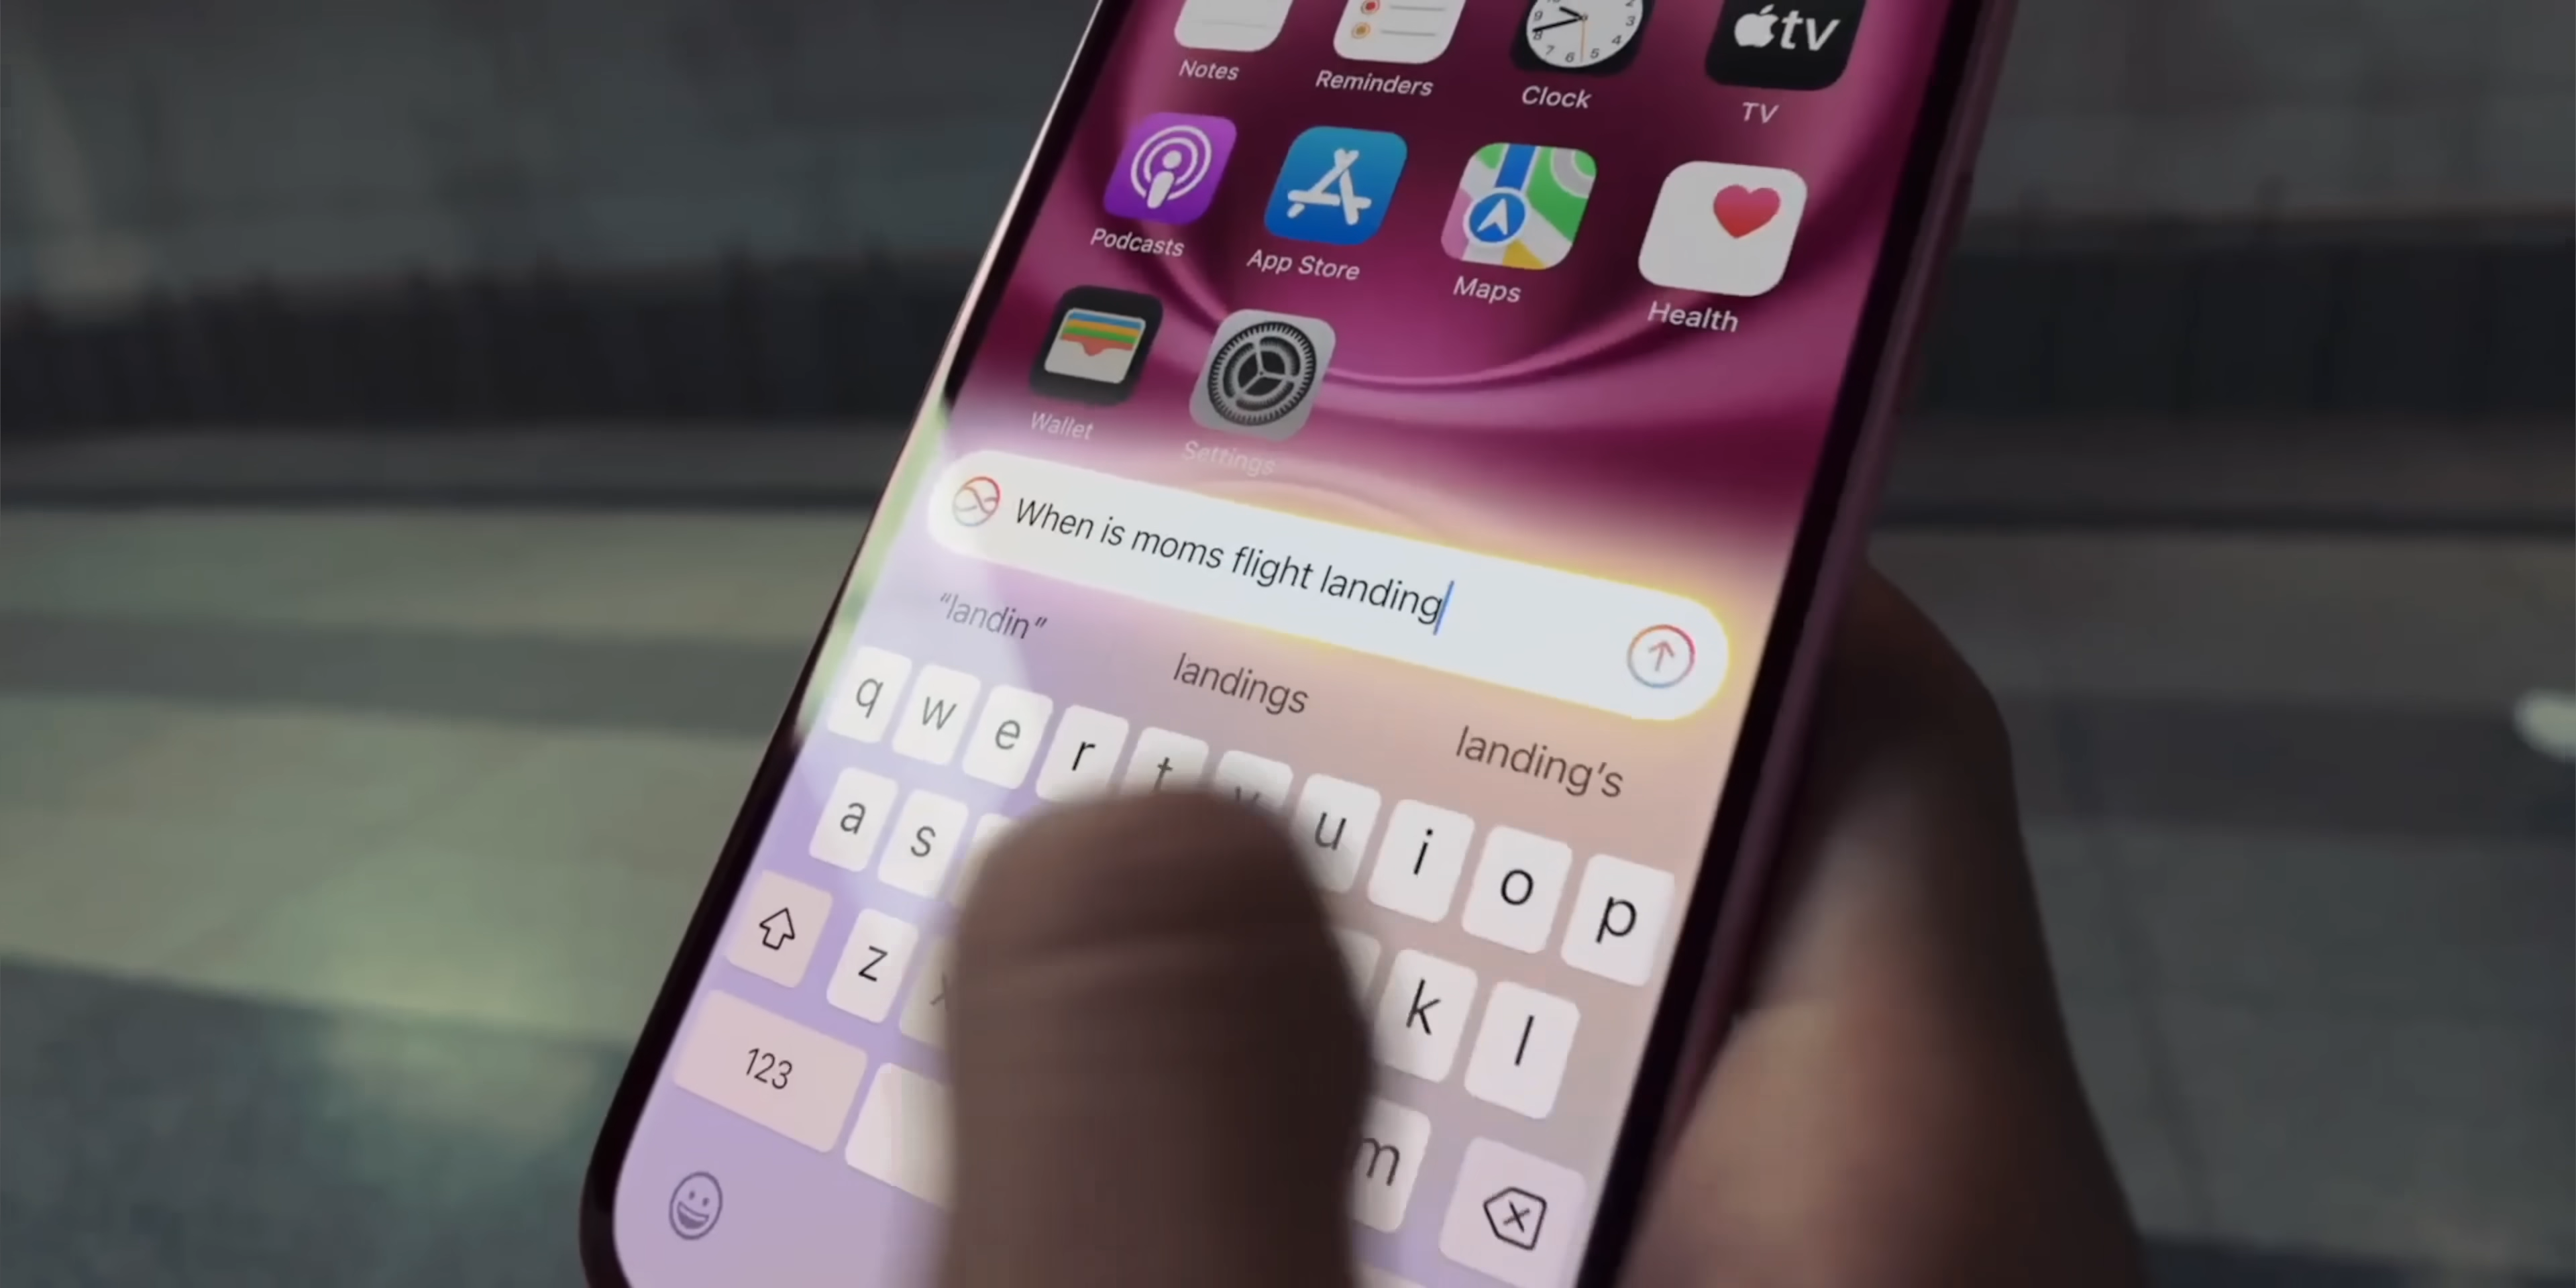 tv
Notes
Reminders
Clock
TV
Podcasts
App Store
Maps
Health
Wallet
Settings
When is moms flight landing
“landin”
landings
landing’s
q w e r t y u i o p
a s k l
z x m
123